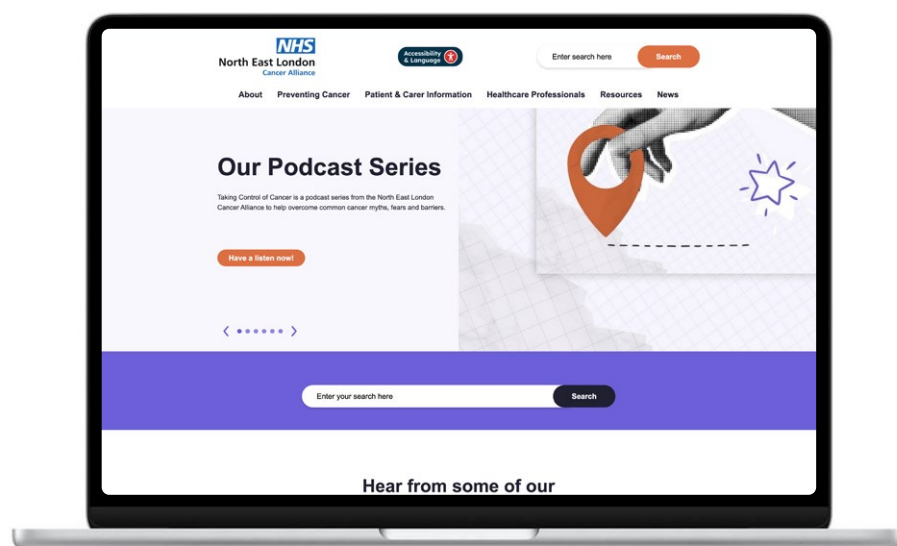 NHS
North East London
Cancer Alliance
Accessibility
& Language
Enter search here
Search
About Preventing Cancer Patient & Carer Information Healthcare Professionals Resources News
Our Podcast Series
Taking Control of Cancer is a podcast series from the North East London
Cancer Alliance to help overcome common cancer myths, fears and barriers.
Have a listen now!
Enter your search here
Search
Hear from some of our